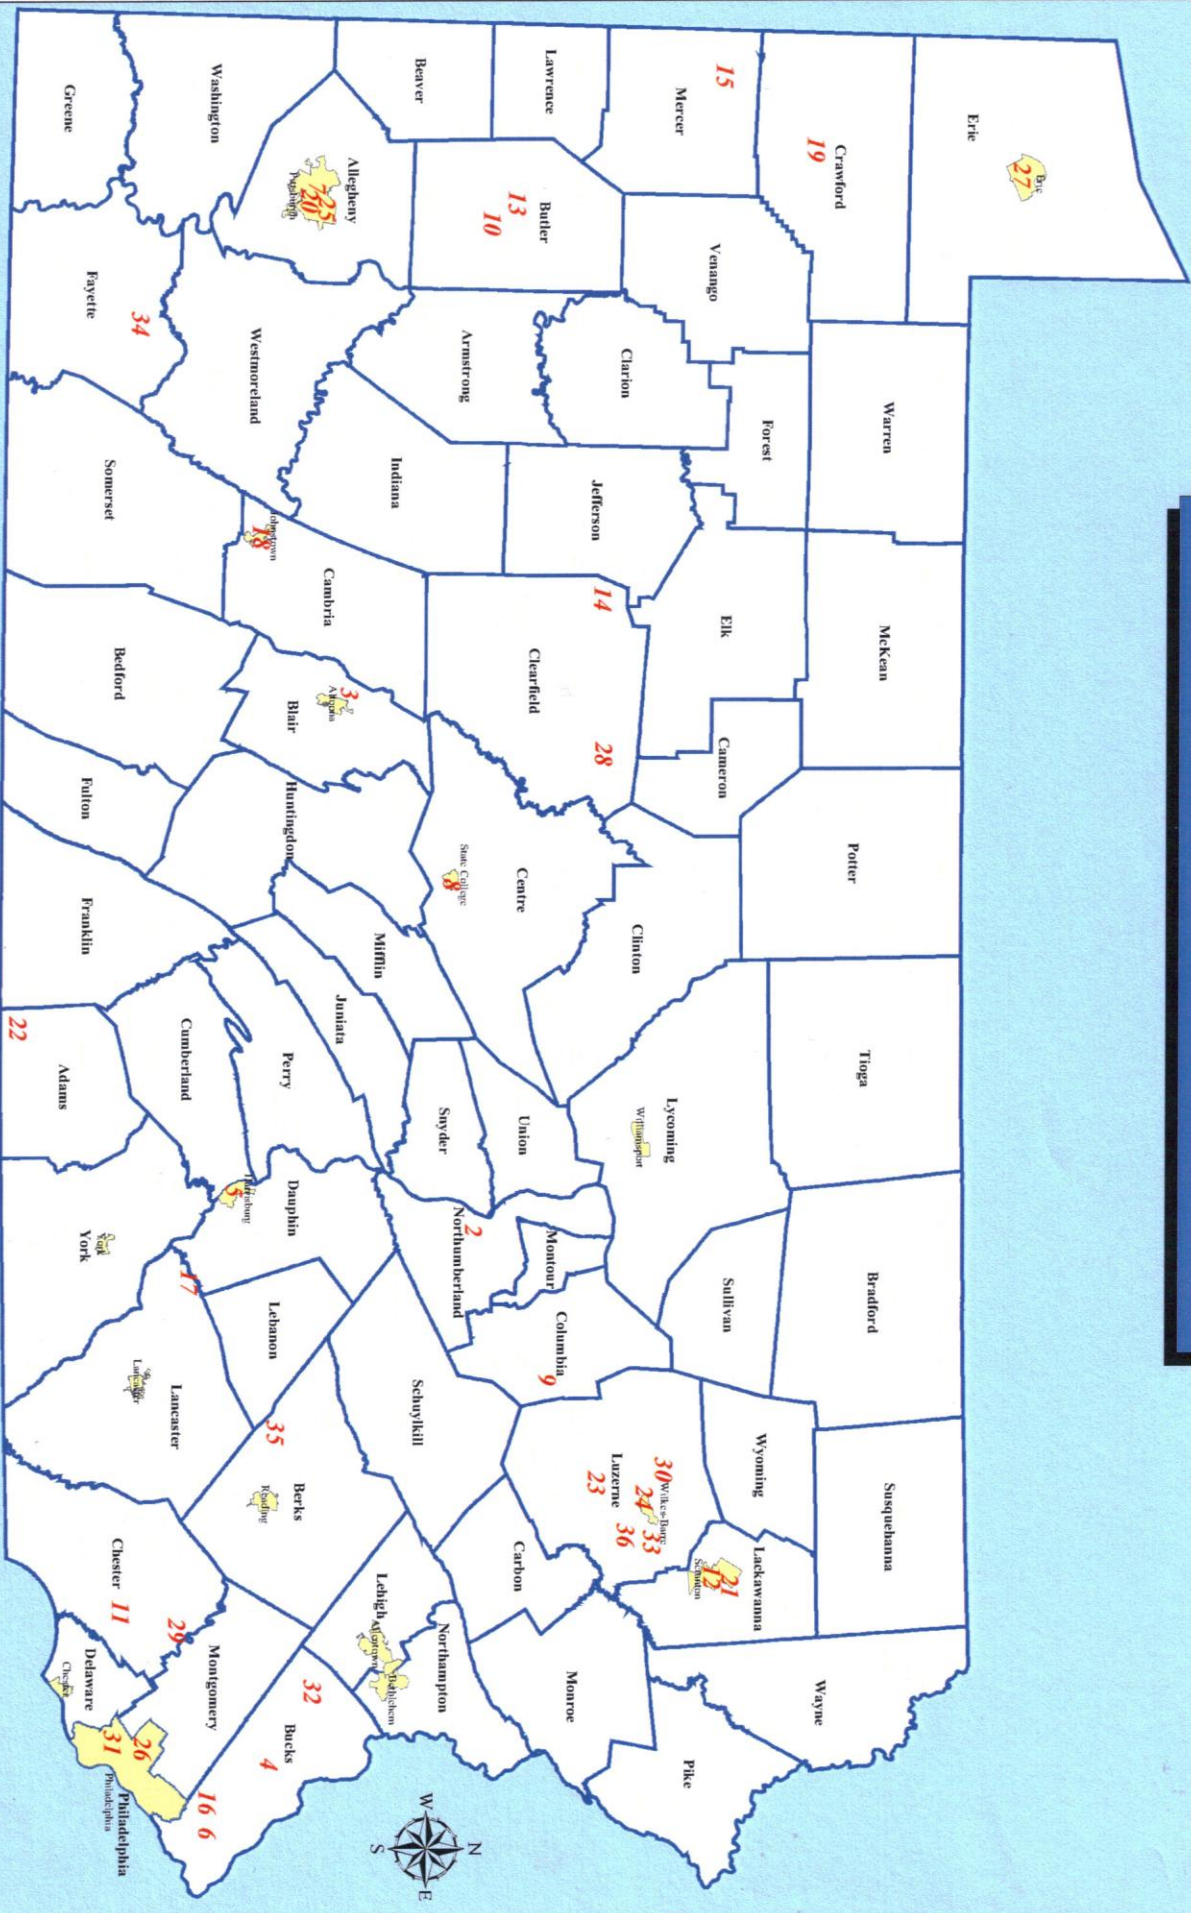 Erie
Erie
27
Crawford
19
Warren
McKean
Potter
Tioga
Bradford
Susquehanna
Wayne
15
Mercer
Venango
Forest
Elk
Cameron
Clinton
Lycoming
Williamsport
Sullivan
Wyoming
Lackawanna
21
12
Scranton
Pike
Lawrence
Butler
13
10
Clarion
Jefferson
14
Clearfield
28
Centre
State College
8
Union
Montour
Columbia
9
30
Wilkes-Barre
24
33
Luzerne
23
36
Monroe
Beaver
Armstrong
Indiana
Cambria
Johnstown
18
3
Altoona
Blair
Huntingdon
Mifflin
Juniata
Snyder
2
Northumberland
Schuylkill
Carbon
Northampton
Lehigh
Allentown
Bethlehem
Allegheny
7
25
20
Pittsburgh
Westmoreland
Perry
Dauphin
Harrisburg
5
Lebanon
35
Berks
Reading
32
Bucks
4
16 6
Washington
Greene
34
Fayette
Somerset
Bedford
Fulton
Franklin
Cumberland
22
Adams
York
York
17
Lancaster
Lancaster
Chester
11
29
Montgomery
Delaware
Chester
26
31
Philadelphia
Philadelphia
N
W
E
S